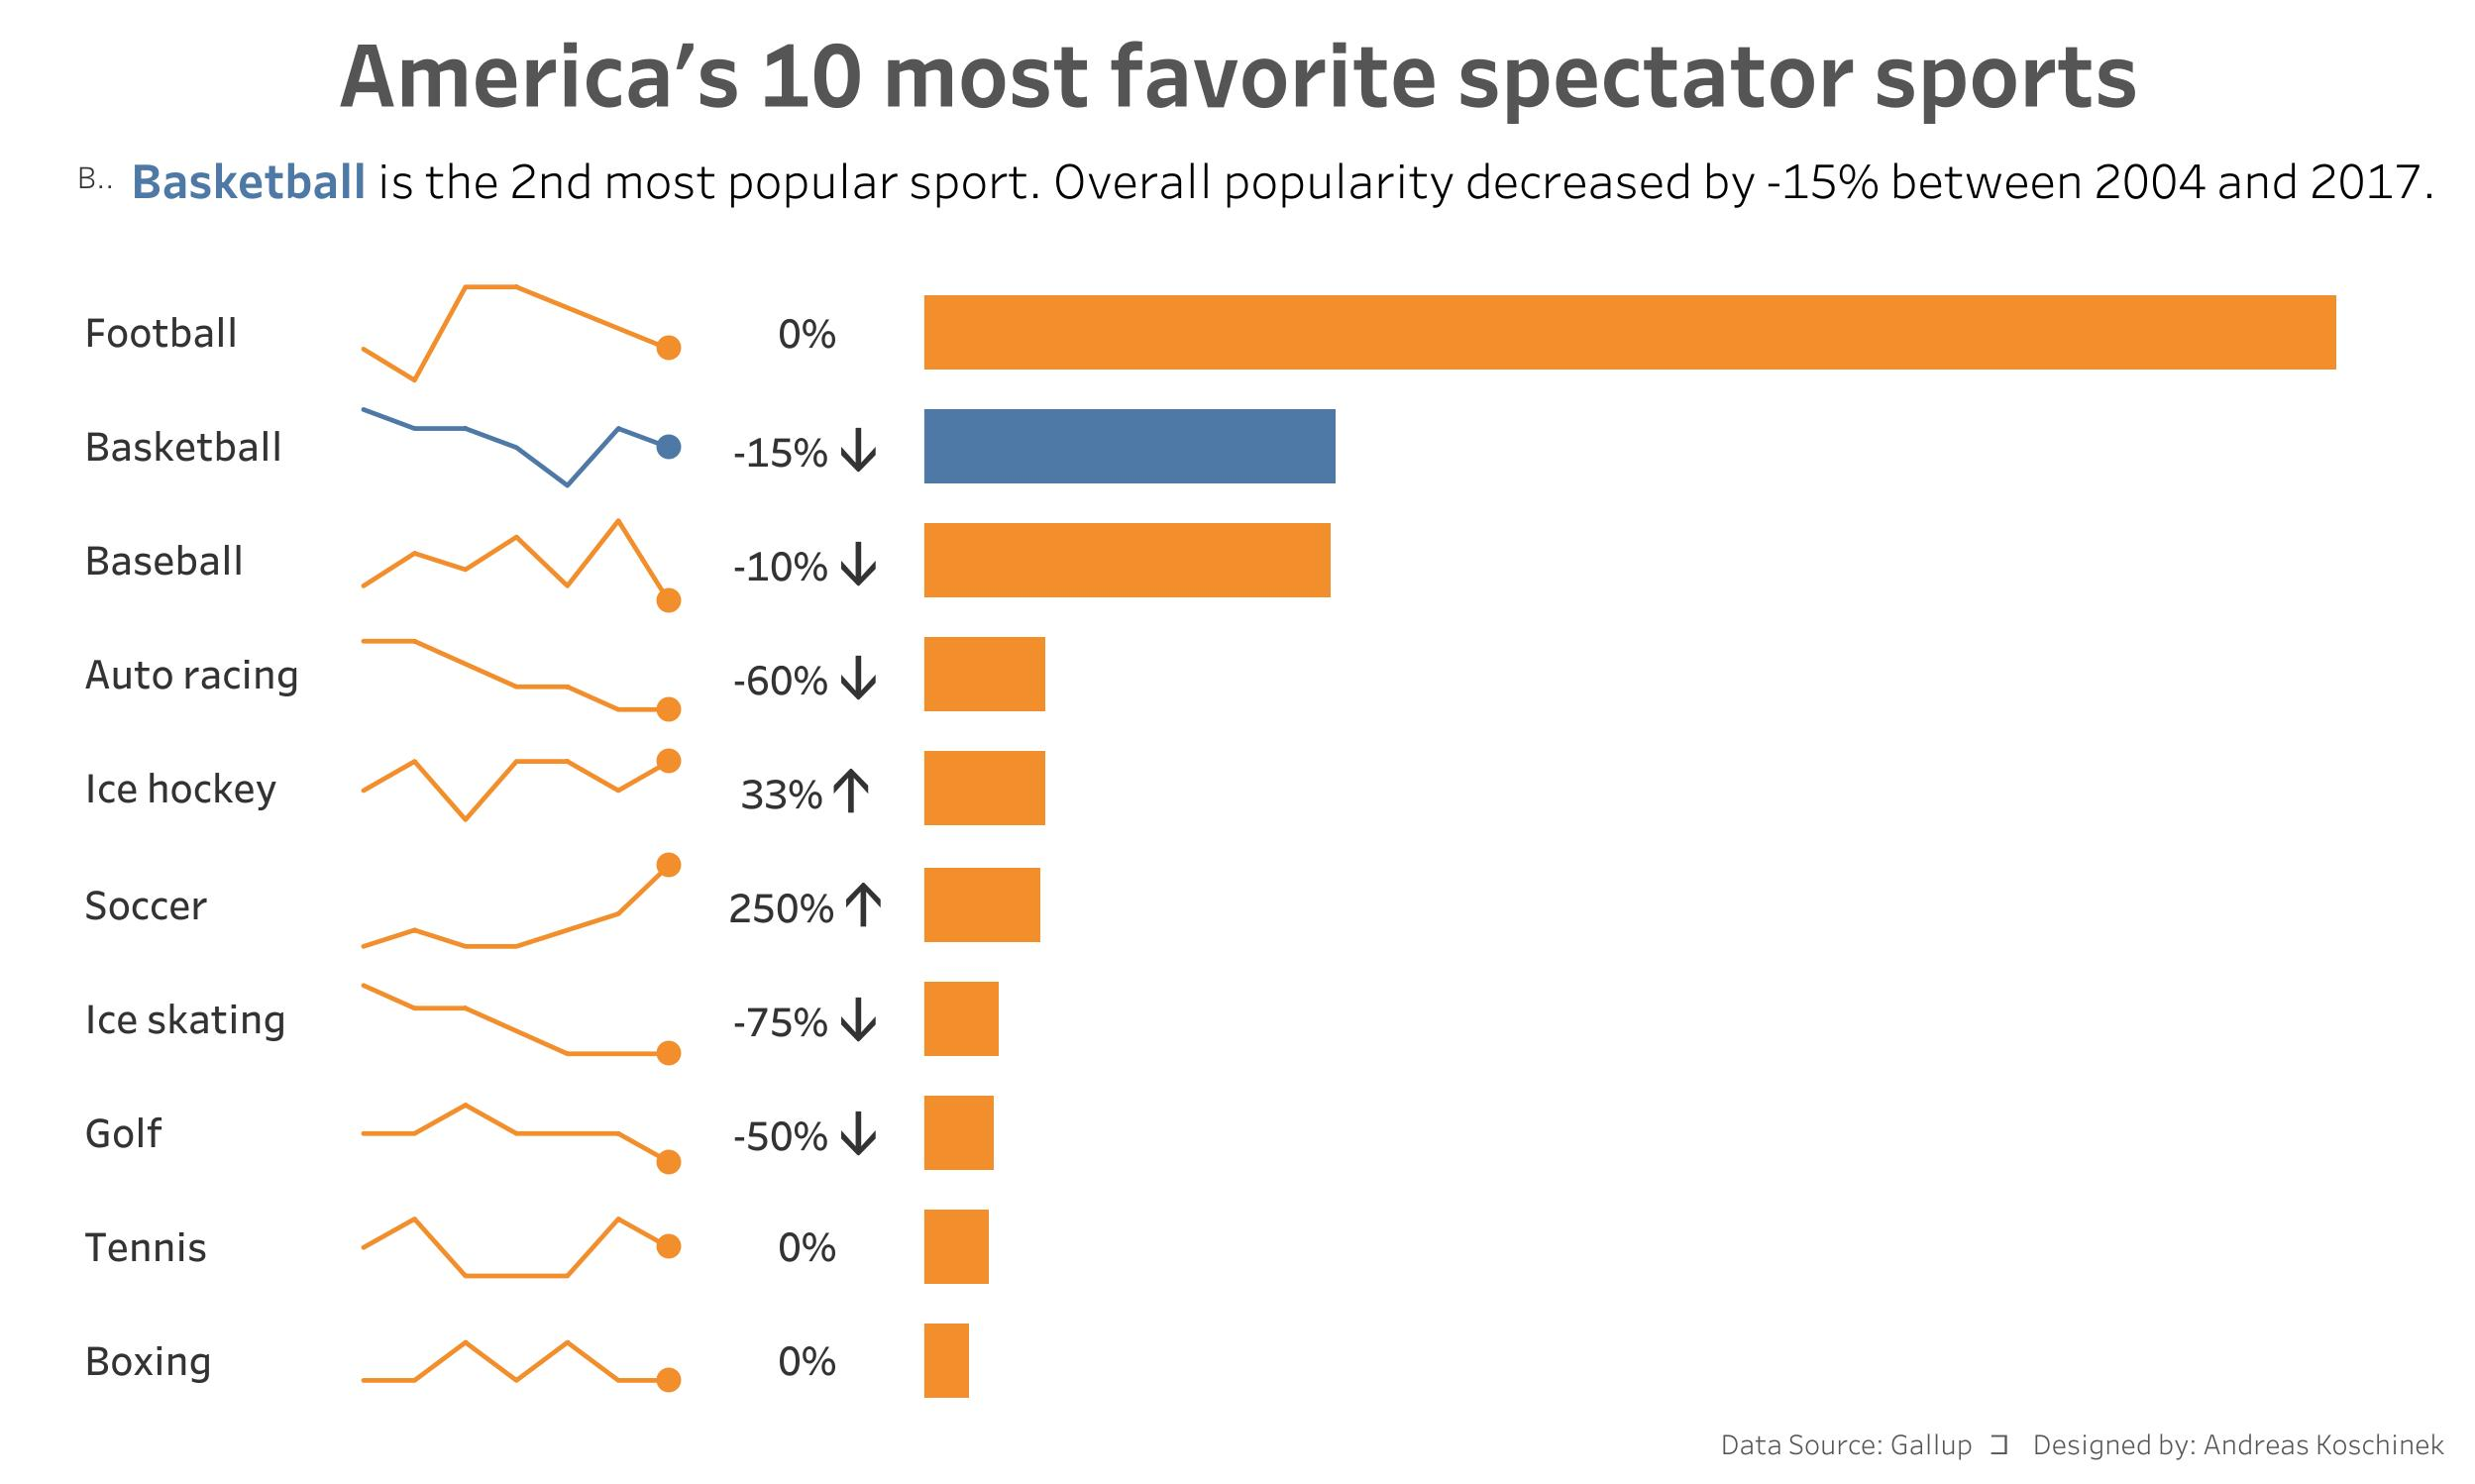 America’s 10 most favorite spectator sports
B.. Basketball is the 2nd most popular sport. Overall popularity decreased by -15% between 2004 and 2017.
Football 0%
Basketball -15% ↓
Baseball -10% ↓
Auto racing -60% ↓
Ice hockey 33% ↑
Soccer 250% ↑
Ice skating -75% ↓
Golf -50% ↓
Tennis 0%
Boxing 0%
Data Source: Gallup ⊐ Designed by: Andreas Koschinek